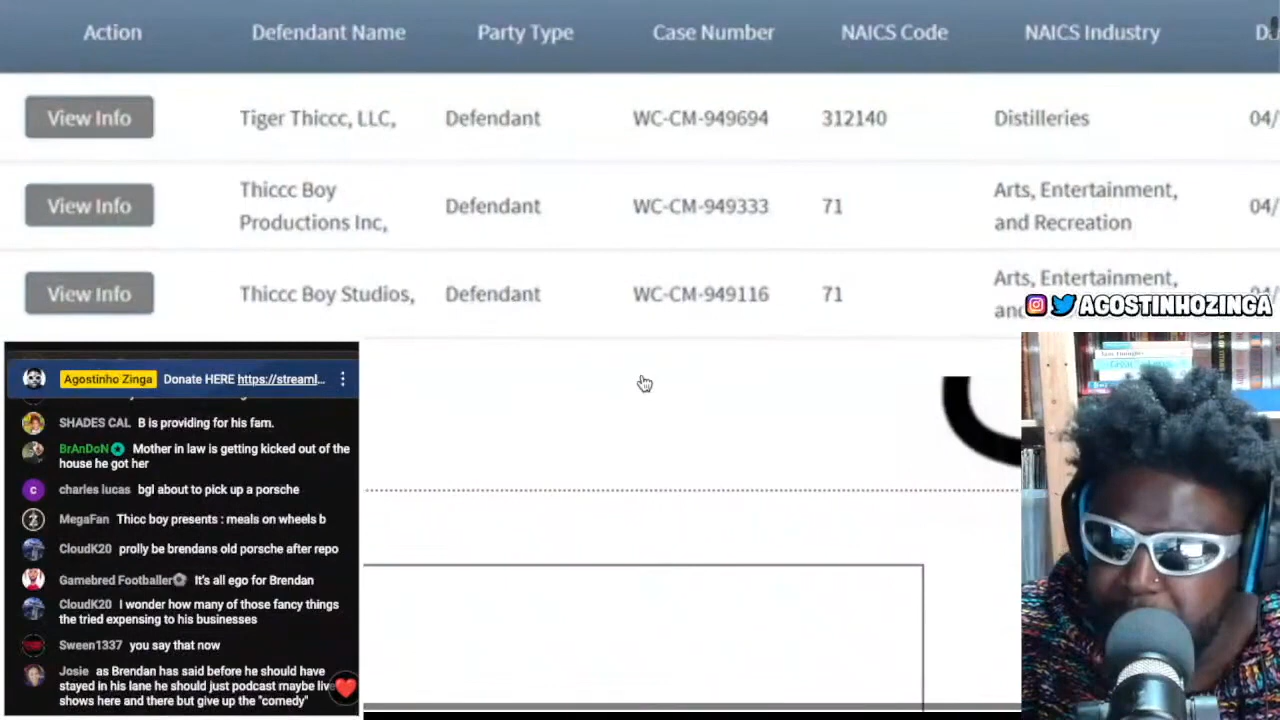 Action Defendant Name Party Type Case Number NAICS Code NAICS Industry
View Info Tiger Thiccc, LLC, Defendant WC-CM-949694 312140 Distilleries 04/
View Info Thiccc Boy Productions Inc, Defendant WC-CM-949333 71 Arts, Entertainment, and Recreation 04/
View Info Thiccc Boy Studios, Defendant WC-CM-949116 71 Arts, Entertainment,
AGOSTINHOZINGA
Agostinho Zinga Donate HERE https://streaml...
SHADES CAL B is providing for his fam.
BrAnDoN Mother in law is getting kicked out of the
house he got her
charles lucas bgl about to pick up a porsche
MegaFan Thicc boy presents : meals on wheels b
CloudK20 prolly be brendans old porsche after repo
Gamebred Footballer It's all ego for Brendan
CloudK20 I wonder how many of those fancy things
the tried expensing to his businesses
Sween1337 you say that now
Josie as Brendan has said before he should have
stayed in his lane he should just podcast maybe live
shows here and there but give up the "comedy"